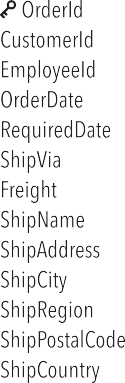 OrderId
CustomerId
EmployeeId
OrderDate
RequiredDate
ShipVia
Freight
ShipName
ShipAddress
ShipCity
ShipRegion
ShipPostalCode
ShipCountry